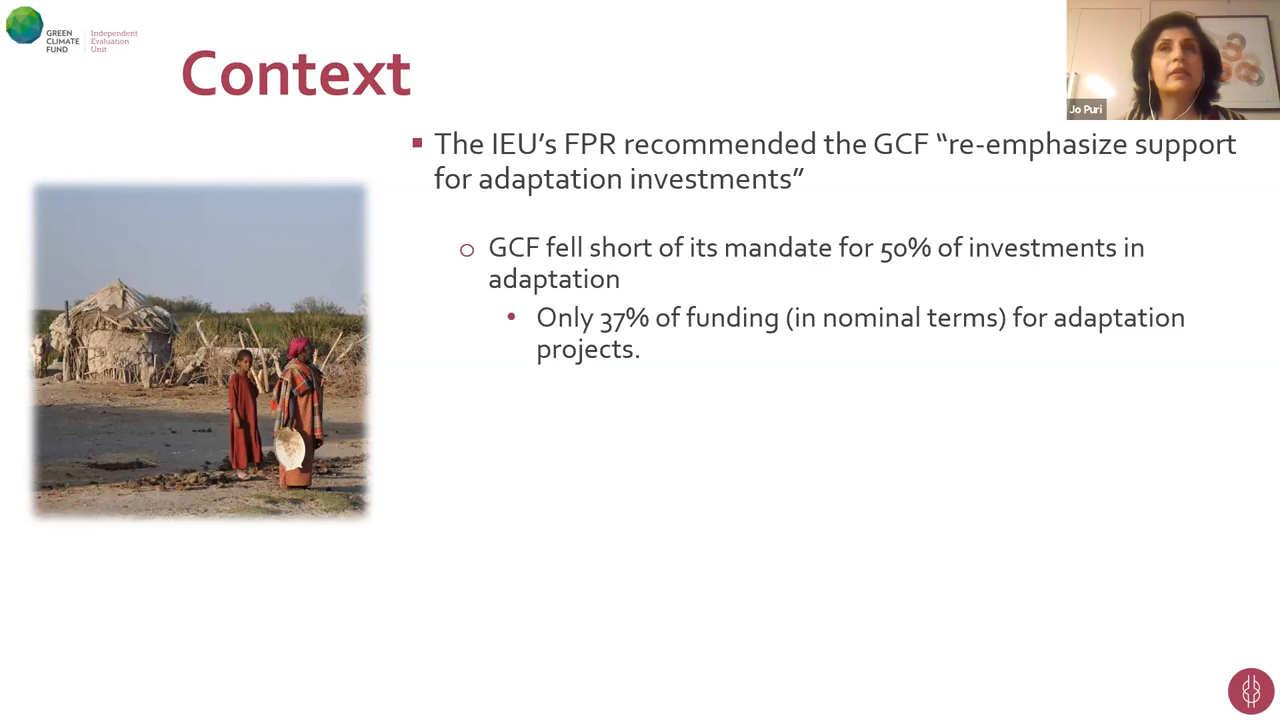 GREEN
CLIMATE
FUND
Independent
Evaluation
Unit
Context
Jo Puri
The IEU’s FPR recommended the GCF “re-emphasize support
for adaptation investments”
GCF fell short of its mandate for 50% of investments in
adaptation
Only 37% of funding (in nominal terms) for adaptation
projects.